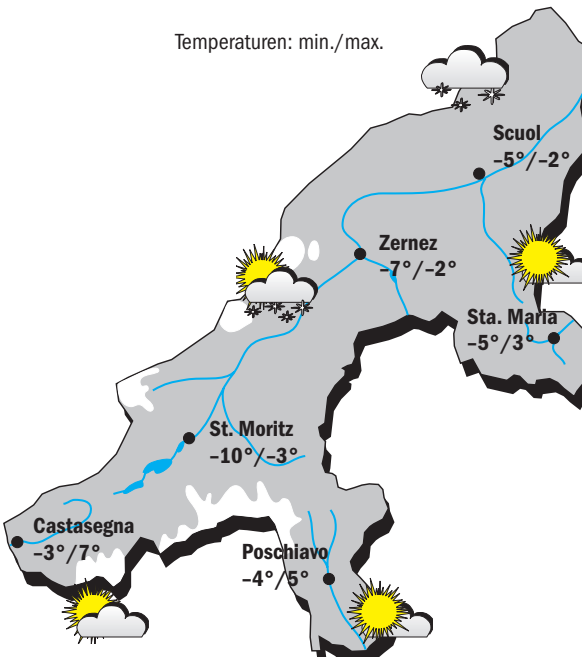 Temperaturen: min./max.
Scuol
–5°/–2°
Zernez
–7°/–2°
Sta. Maria
–5°/3°
St. Moritz
–10°/–3°
Castasegna
–3°/7°
Poschiavo
–4°/5°